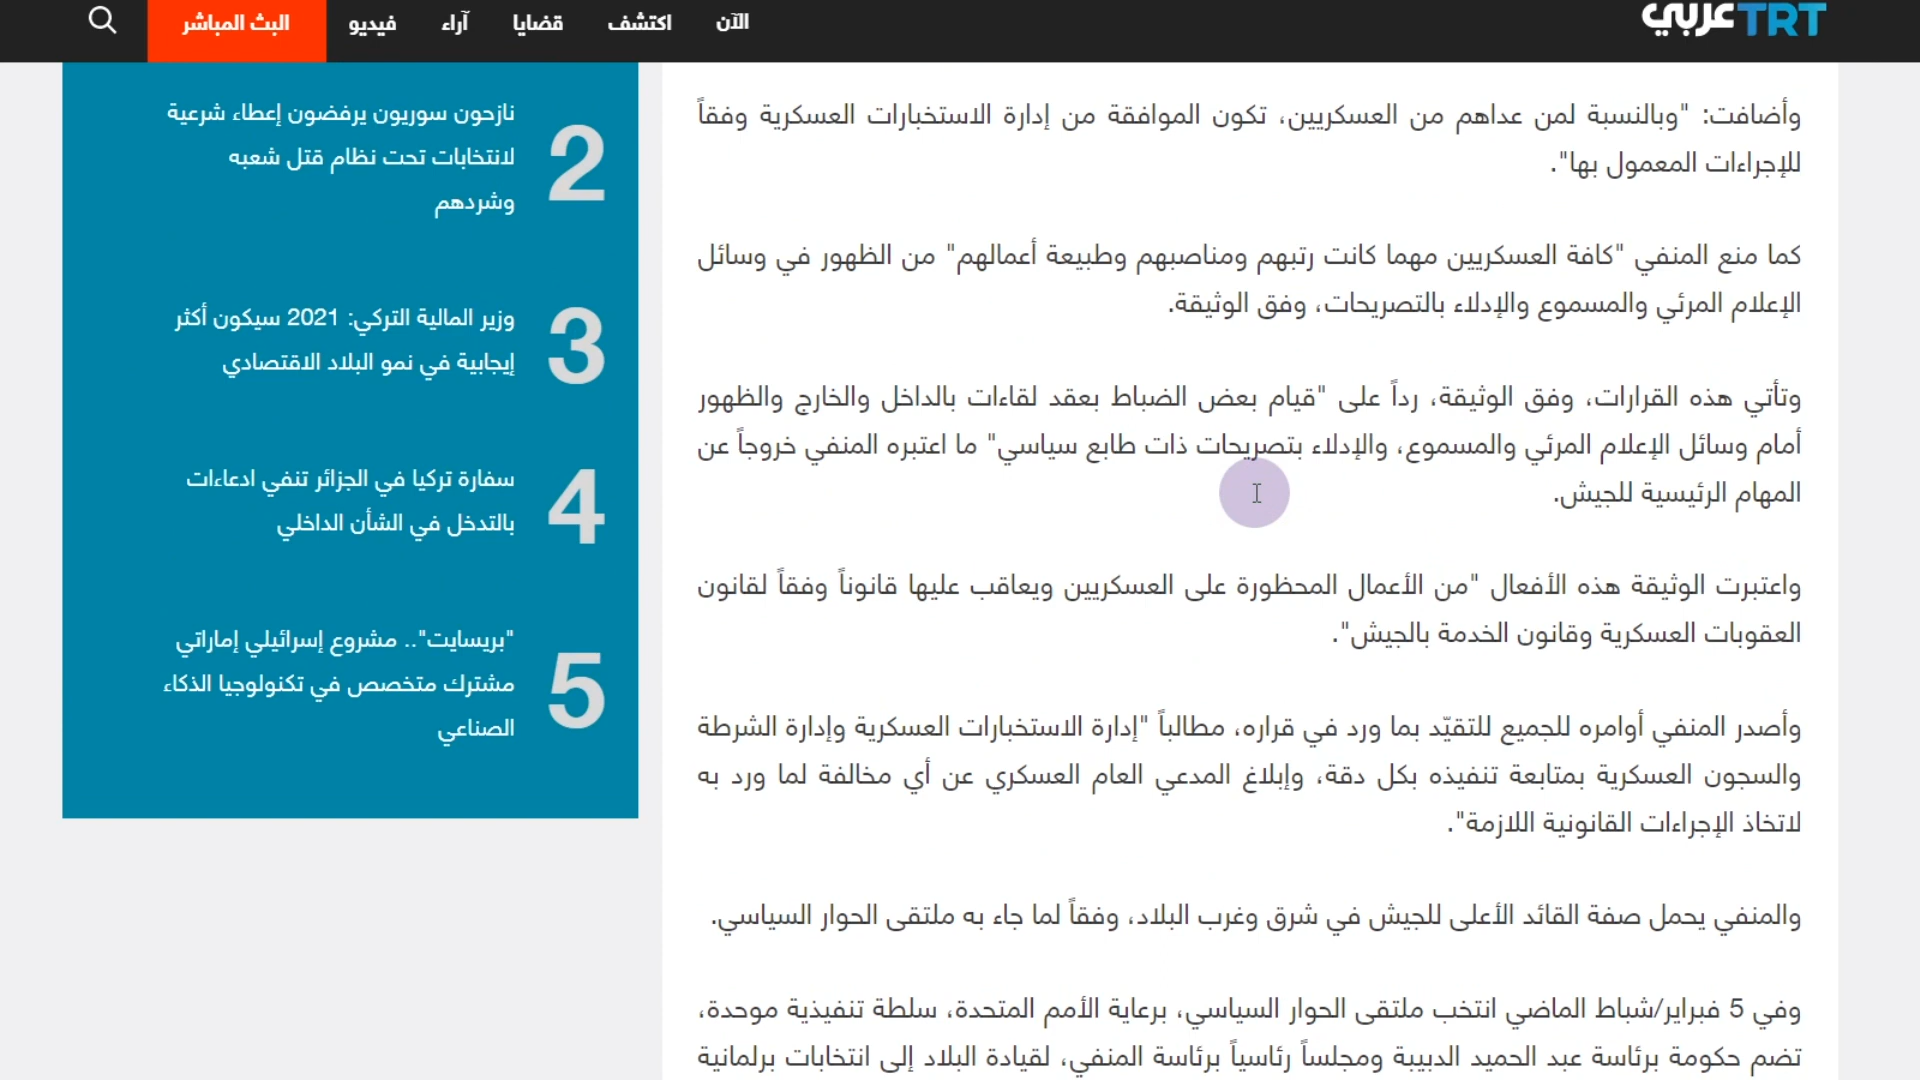 TRT عربي
الآن
اكتشف
قضايا
آراء
فيديو
البث المباشر
وأضافت: "وبالنسبة لمن عداهم من العسكريين، تكون الموافقة من إدارة الاستخبارات العسكرية وفقاً
للإجراءات المعمول بها".
كما منع المنفي "كافة العسكريين مهما كانت رتبهم ومناصبهم وطبيعة أعمالهم" من الظهور في وسائل
الإعلام المرئي والمسموع والإدلاء بالتصريحات، وفق الوثيقة.
وتأتي هذه القرارات، وفق الوثيقة، رداً على "قيام بعض الضباط بعقد لقاءات بالداخل والخارج والظهور
أمام وسائل الإعلام المرئي والمسموع، والإدلاء بتصريحات ذات طابع سياسي" ما اعتبره المنفي خروجاً عن
المهام الرئيسية للجيش.
واعتبرت الوثيقة هذه الأفعال "من الأعمال المحظورة على العسكريين ويعاقب عليها قانوناً وفقاً لقانون
العقوبات العسكرية وقانون الخدمة بالجيش".
وأصدر المنفي أوامره للجميع للتقيّد بما ورد في قراره، مطالباً "إدارة الاستخبارات العسكرية وإدارة الشرطة
والسجون العسكرية بمتابعة تنفيذه بكل دقة، وإبلاغ المدعي العام العسكري عن أي مخالفة لما ورد به
لاتخاذ الإجراءات القانونية اللازمة".
والمنفي يحمل صفة القائد الأعلى للجيش في شرق وغرب البلاد، وفقاً لما جاء به ملتقى الحوار السياسي.
وفي 5 فبراير/شباط الماضي انتخب ملتقى الحوار السياسي، برعاية الأمم المتحدة، سلطة تنفيذية موحدة،
تضم حكومة برئاسة عبد الحميد الدبيبة ومجلساً رئاسياً برئاسة المنفي، لقيادة البلاد إلى انتخابات برلمانية
2
نازحون سوريون يرفضون إعطاء شرعية
لانتخابات تحت نظام قتل شعبه
وشردهم
3
وزير المالية التركي: 2021 سيكون أكثر
إيجابية في نمو البلاد الاقتصادي
4
سفارة تركيا في الجزائر تنفي ادعاءات
بالتدخل في الشأن الداخلي
5
"بريسايت".. مشروع إسرائيلي إماراتي
مشترك متخصص في تكنولوجيا الذكاء
الصناعي